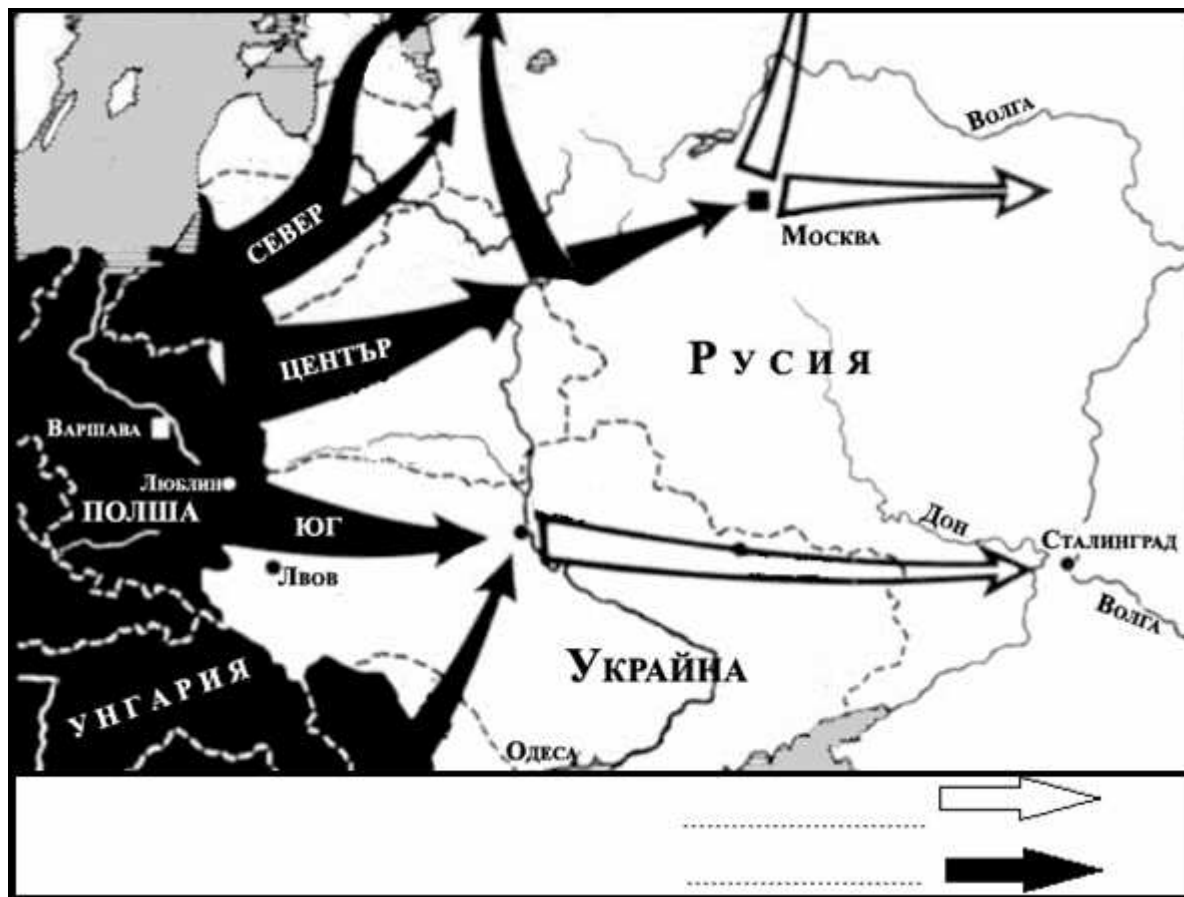 Волга
СЕВЕР
Москва
ЦЕНТЪР
РУСИЯ
Варшава
Люблин
ПОЛША
ЮГ
Дон
Сталинград
Лвов
Волга
УКРАЙНА
УНГАРИЯ
Одеса